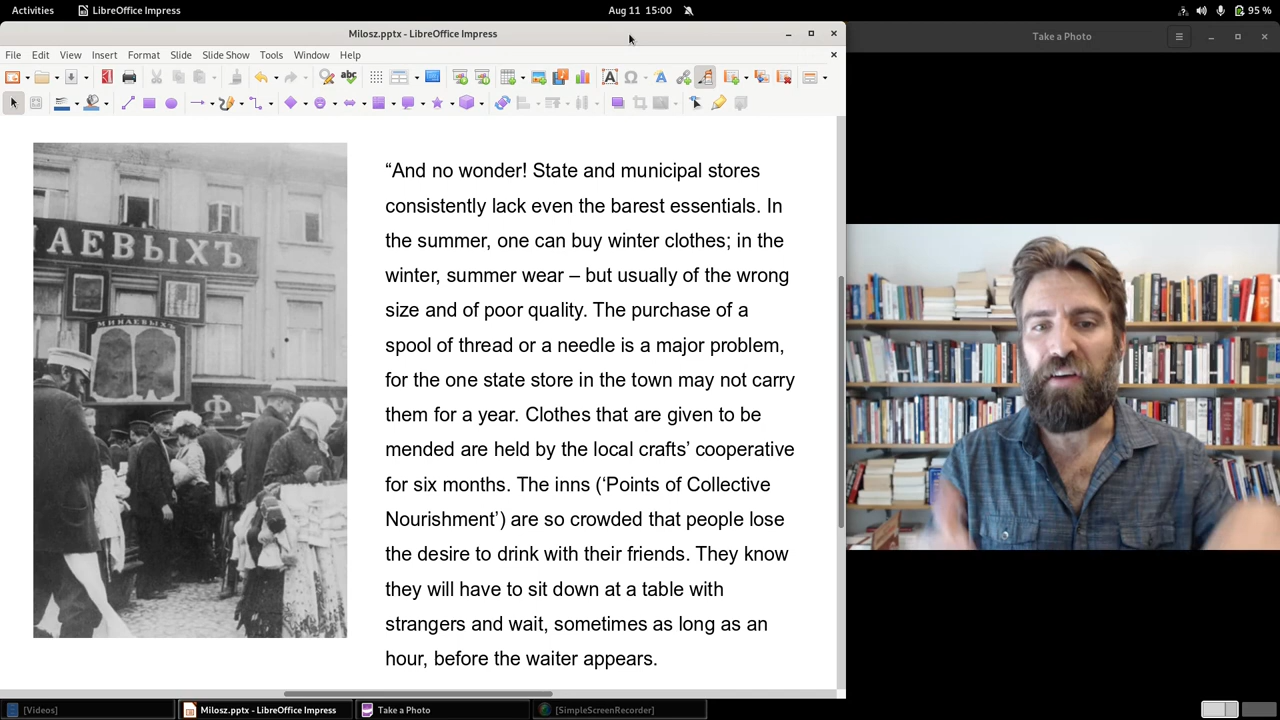 Activities
LibreOffice Impress
Aug 11 15:00
95 %
Milosz.pptx - LibreOffice Impress
Take a Photo
File Edit View Insert Format Slide Slide Show Tools Window Help
АЕВЫХЪ
МИНАЕВЫХЪ
“And no wonder! State and municipal stores
consistently lack even the barest essentials. In
the summer, one can buy winter clothes; in the
winter, summer wear – but usually of the wrong
size and of poor quality. The purchase of a
spool of thread or a needle is a major problem,
for the one state store in the town may not carry
them for a year. Clothes that are given to be
mended are held by the local crafts’ cooperative
for six months. The inns (‘Points of Collective
Nourishment’) are so crowded that people lose
the desire to drink with their friends. They know
they will have to sit down at a table with
strangers and wait, sometimes as long as an
hour, before the waiter appears.
[Videos]
Milosz.pptx - LibreOffice Impress
Take a Photo
[SimpleScreenRecorder]